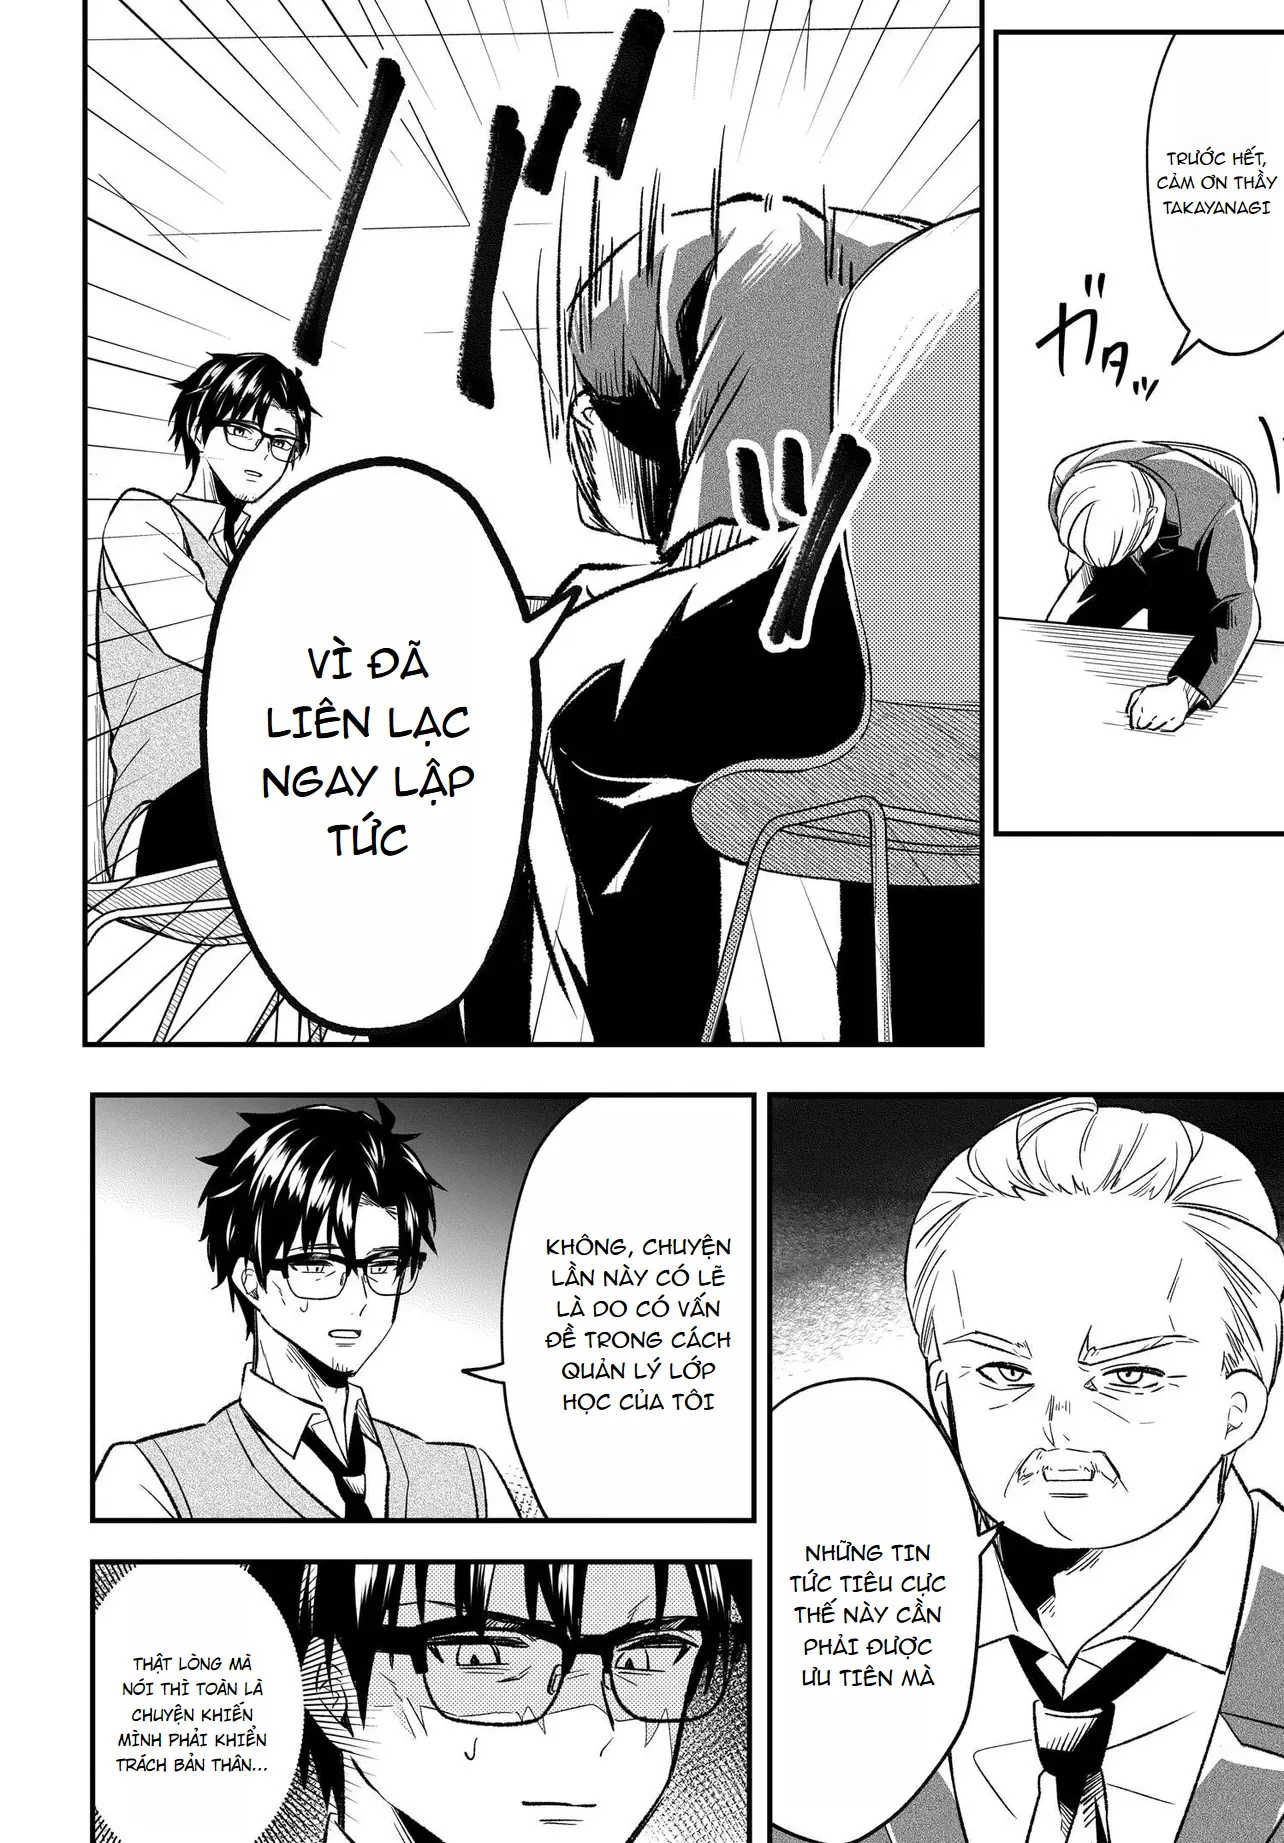 TRƯỚC HẾT,
CẢM ƠN THẦY
TAKAYANAGI
ガタッ
VÌ ĐÃ
LIÊN LẠC
NGAY LẬP
TỨC
NHỮNG TIN
TỨC TIÊU CỰC
THẾ NÀY CẦN
PHẢI ĐƯỢC
ƯU TIÊN MÀ
KHÔNG, CHUYỆN
LẦN NÀY CÓ LẼ
LÀ DO CÓ VẤN
ĐỀ TRONG CÁCH
QUẢN LÝ LỚP
HỌC CỦA TÔI
THẬT LÒNG MÀ
NÓI THÌ TOÀN LÀ
CHUYỆN KHIẾN
MÌNH PHẢI KHIỂN
TRÁCH BẢN THÂN...